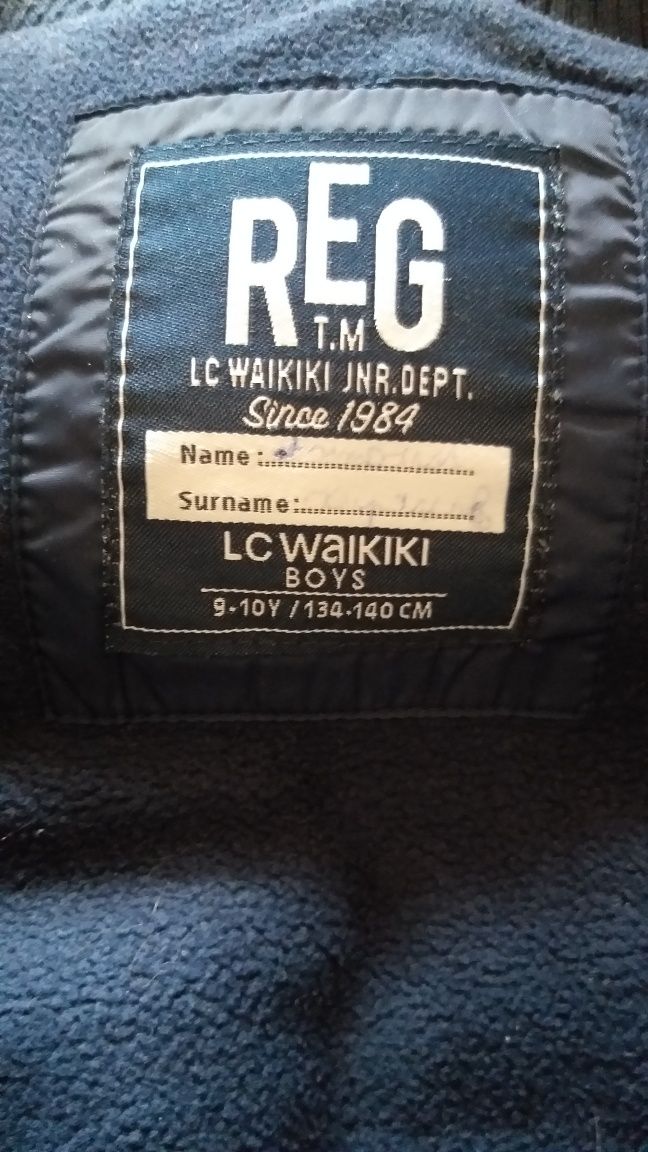 REG
T.M
LC WAIKIKI JNR.DEPT.
Since 1984
Name:
Surname:
LC WAIKIKI
BOYS
9-10Y / 134-140 CM